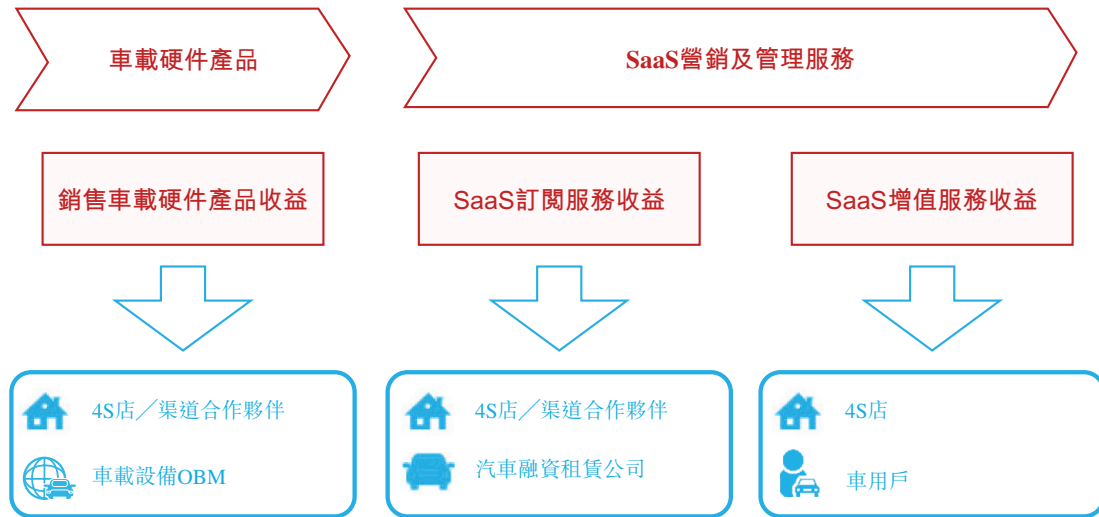 車載硬件產品
SaaS營銷及管理服務
銷售車載硬件產品收益
SaaS訂閱服務收益
SaaS增值服務收益
4S店／渠道合作夥伴
車載設備OBM
4S店／渠道合作夥伴
汽車融資租賃公司
4S店
車用戶